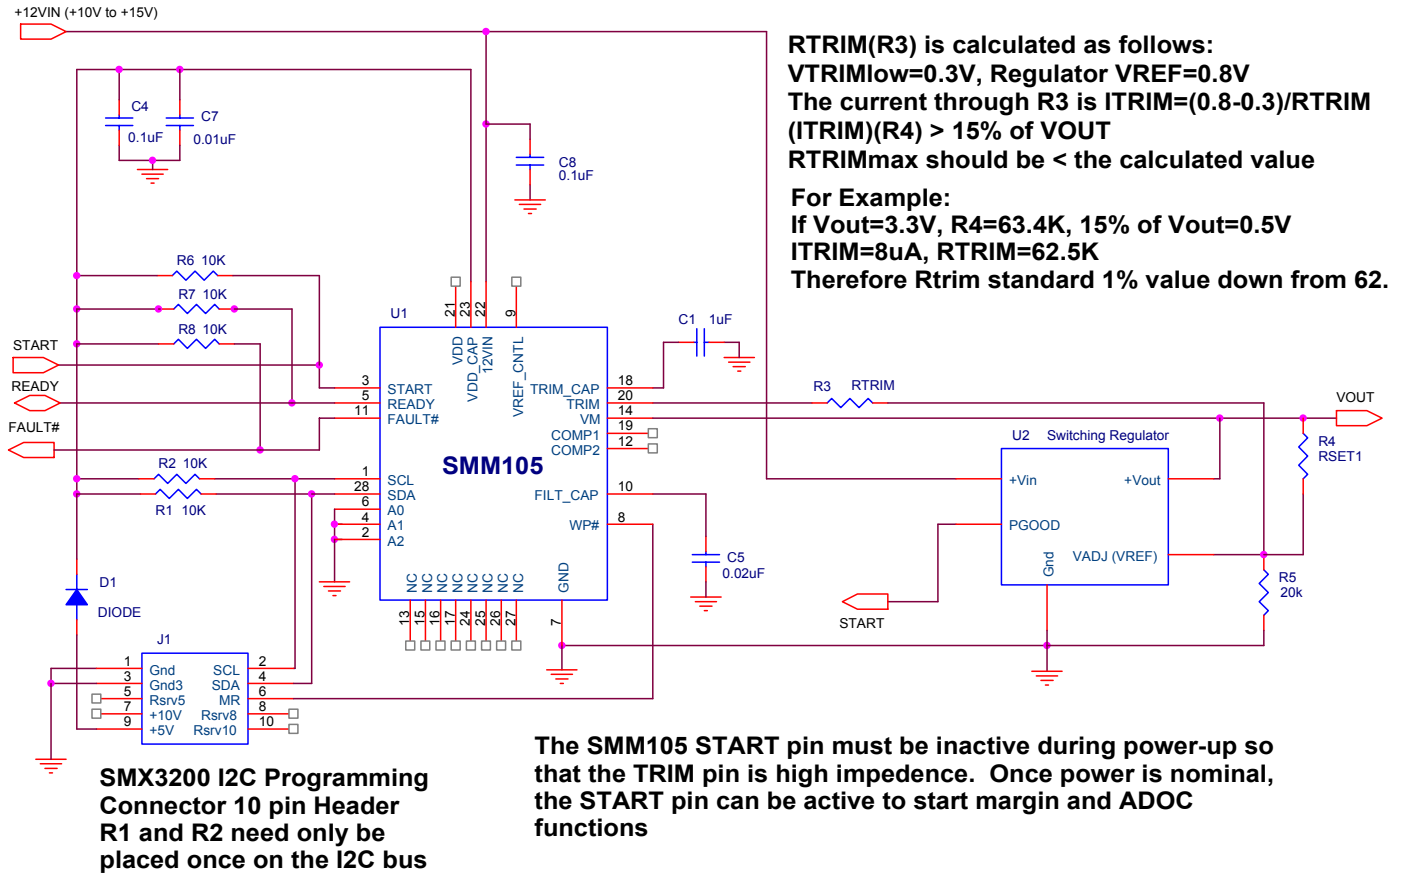 +12VIN (+10V to +15V)
RTRIM(R3) is calculated as follows:
VTRIMlow=0.3V, Regulator VREF=0.8V
The current through R3 is ITRIM=(0.8-0.3)/RTRIM
(ITRIM)(R4) > 15% of VOUT
RTRIMmax should be < the calculated value
For Example:
If Vout=3.3V, R4=63.4K, 15% of Vout=0.5V
ITRIM=8uA, RTRIM=62.5K
Therefore Rtrim standard 1% value down from 62.
C4
0.1uF
C7
0.01uF
C8
0.1uF
R6 10K
R7 10K
R8 10K
START
READY
FAULT#
R2 10K
R1 10K
U1
SMM105
21
23
22
9
VDD
VDD_CAP
12VIN
VREF_CNTL
3
START
5
READY
11
FAULT#
1
SCL
28
SDA
6
A0
4
A1
2
A2
TRIM_CAP
18
TRIM
20
VM
14
COMP1
19
COMP2
12
FILT_CAP
10
WP#
8
NC
NC
NC
NC
NC
NC
NC
NC
GND
13
15
16
17
24
25
26
27
7
C1 1uF
R3 RTRIM
VOUT
R4
RSET1
U2 Switching Regulator
+Vin
+Vout
PGOOD
VADJ (VREF)
Gnd
R5
20k
START
C5
0.02uF
D1
DIODE
J1
1
Gnd
SCL
2
3
Gnd3
SDA
4
5
Rsrv5
MR
6
7
+10V
Rsrv8
8
9
+5V
Rsrv10
10
SMX3200 I2C Programming
Connector 10 pin Header
R1 and R2 need only be
placed once on the I2C bus
The SMM105 START pin must be inactive during power-up so
that the TRIM pin is high impedence. Once power is nominal,
the START pin can be active to start margin and ADOC
functions